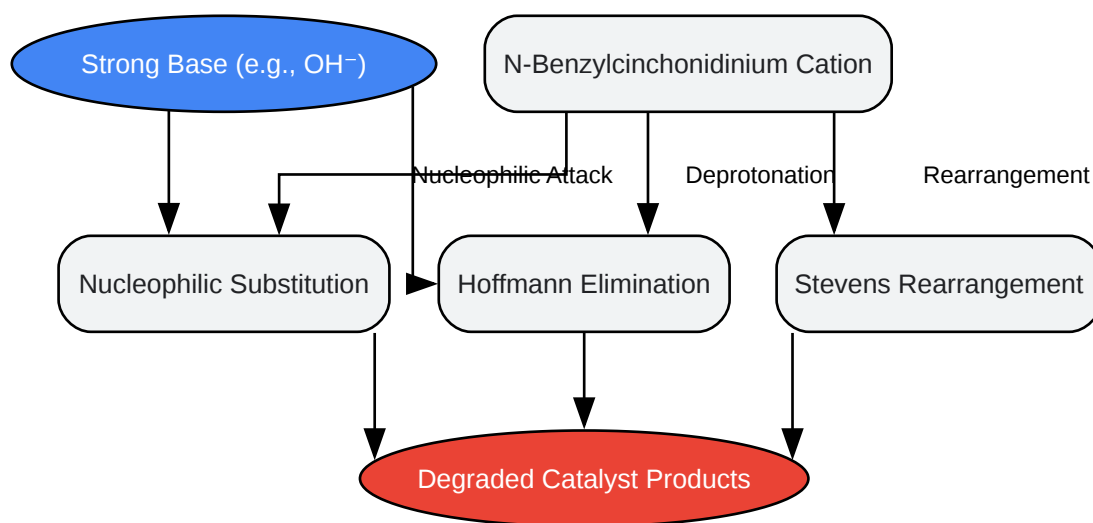 Strong Base (e.g., OH⁻)
N-Benzylcinchonidinium Cation
Nucleophilic Attack
Deprotonation
Rearrangement
Nucleophilic Substitution
Hoffmann Elimination
Stevens Rearrangement
Degraded Catalyst Products